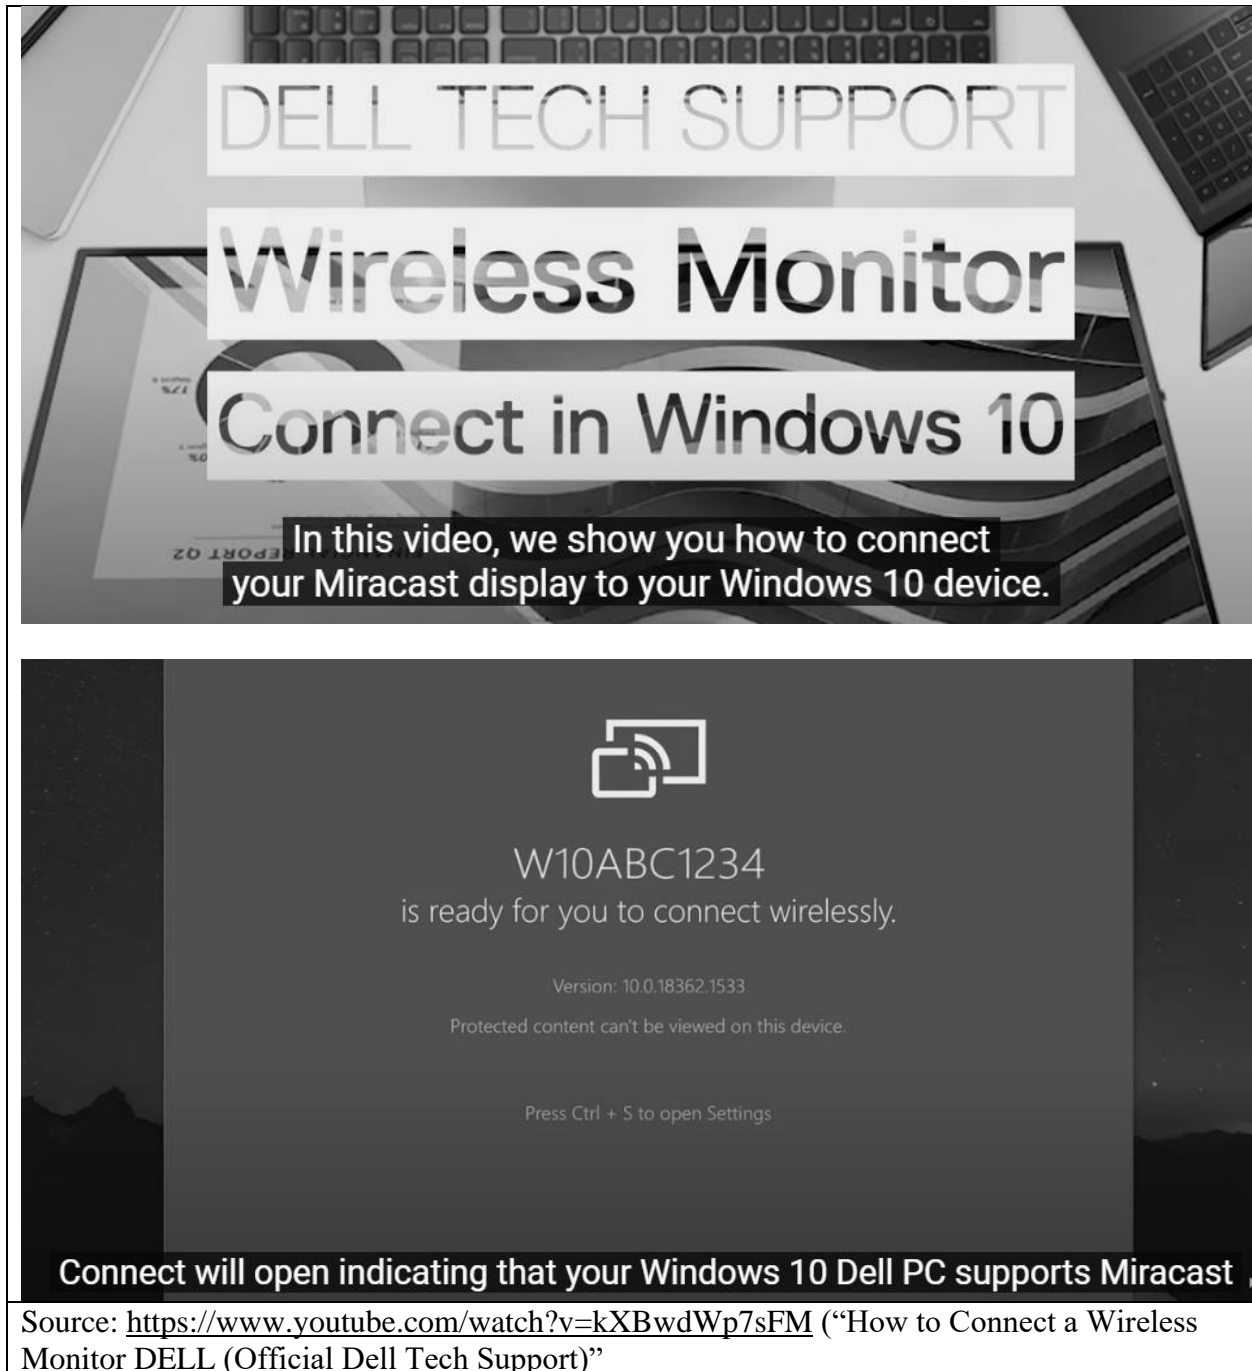 DELL TECH SUPPORT
Wireless Monitor
Connect in Windows 10
17%
FINANCIAL REPORT Q2
In this video, we show you how to connect
your Miracast display to your Windows 10 device.
W10ABC1234
is ready for you to connect wirelessly.
Version: 10.0.18362.1533
Protected content can't be viewed on this device.
Press Ctrl + S to open Settings
Connect will open indicating that your Windows 10 Dell PC supports Miracast
Source: https://www.youtube.com/watch?v=kXBwdWp7sFM (“How to Connect a Wireless
Monitor DELL (Official Dell Tech Support)”